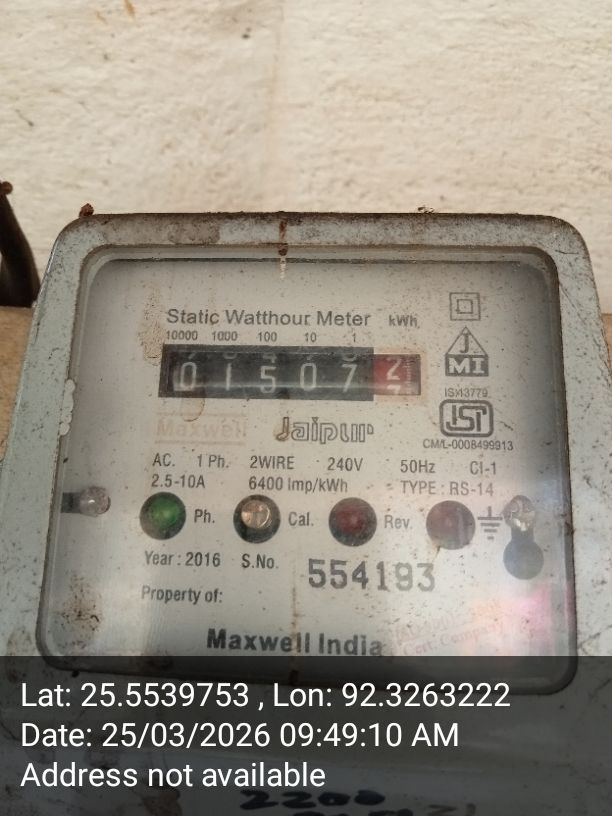 Static Watthour Meter kWh
10000 1000 100 10 1
0 1 5 0 7 2
J
MI
IS:13779
ISI
CM/L-0008499913
Maxwell Jaipur
AC. 1 Ph. 2WIRE 240V 50Hz Cl-1
2.5-10A 6400 Imp/kWh TYPE : RS-14
Ph. Cal. Rev.
Year : 2016 S.No. 554193
Property of:
Maxwell India
Lat: 25.5539753 , Lon: 92.3263222
Date: 25/03/2026 09:49:10 AM
Address not available
2200